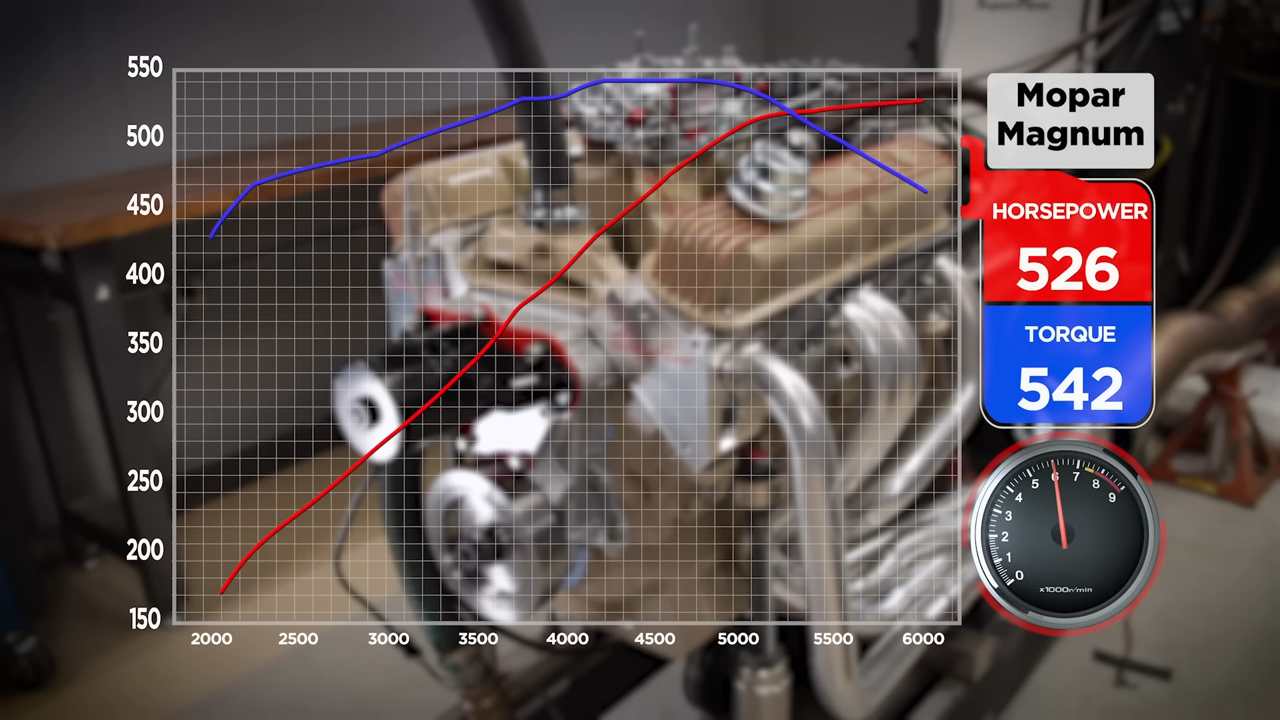 550
500
450
400
350
300
250
200
150
2000 2500 3000 3500 4000 4500 5000 5500 6000
Mopar
Magnum
HORSEPOWER
526
TORQUE
542
0 1 2 3 4 5 6 7 8 9
x1000r/min